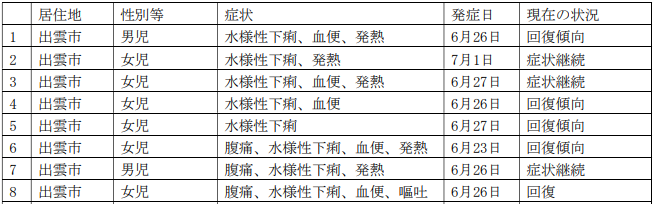 居住地 性別等 症状 発症日 現在の状況
1 出雲市 男児 水様性下痢、血便、発熱 6月26日 回復傾向
2 出雲市 女児 水様性下痢、発熱 7月1日 症状継続
3 出雲市 女児 水様性下痢、血便、発熱 6月27日 症状継続
4 出雲市 女児 水様性下痢、血便 6月26日 回復傾向
5 出雲市 女児 水様性下痢 6月27日 回復傾向
6 出雲市 女児 腹痛、水様性下痢、血便、発熱 6月23日 回復傾向
7 出雲市 男児 腹痛、水様性下痢、発熱 6月26日 症状継続
8 出雲市 女児 腹痛、水様性下痢、血便、嘔吐 6月26日 回復